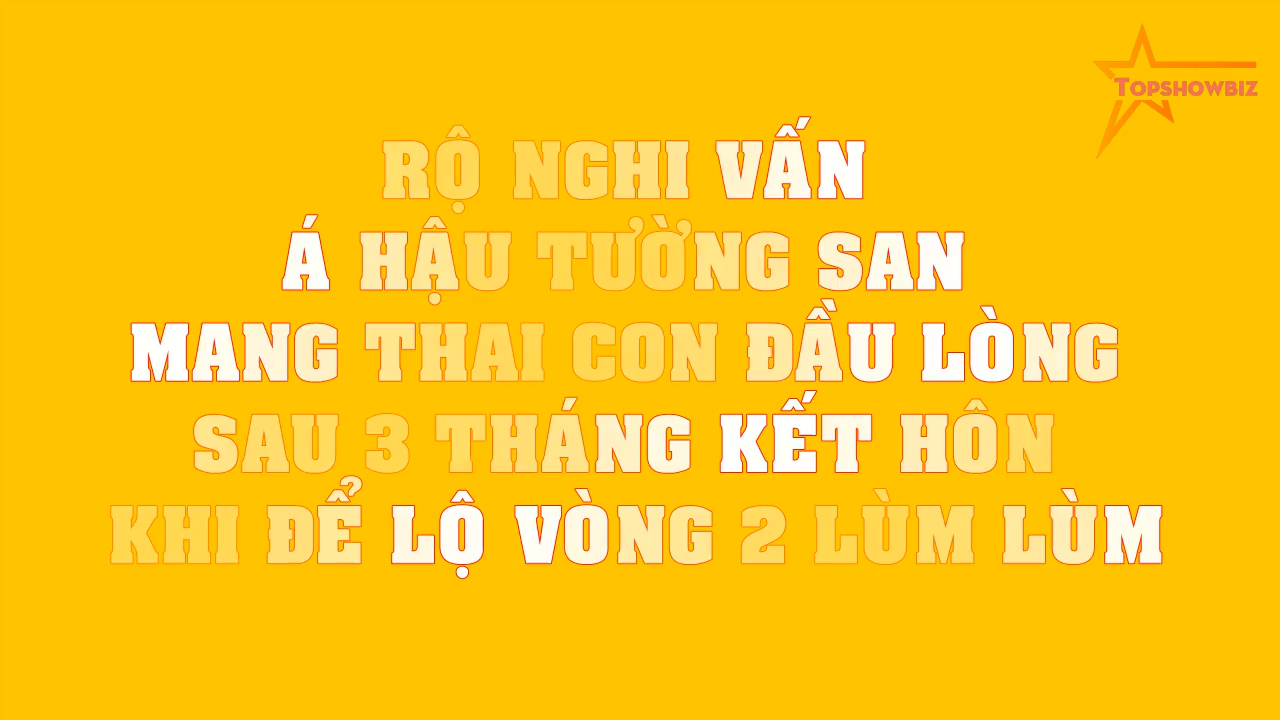 TOPSHOWBIZ
RỘ NGHI VẤN
Á HẬU TƯỜNG SAN
MANG THAI CON ĐẦU LÒNG
SAU 3 THÁNG KẾT HÔN
KHI ĐỂ LỘ VÒNG 2 LÙM LÙM